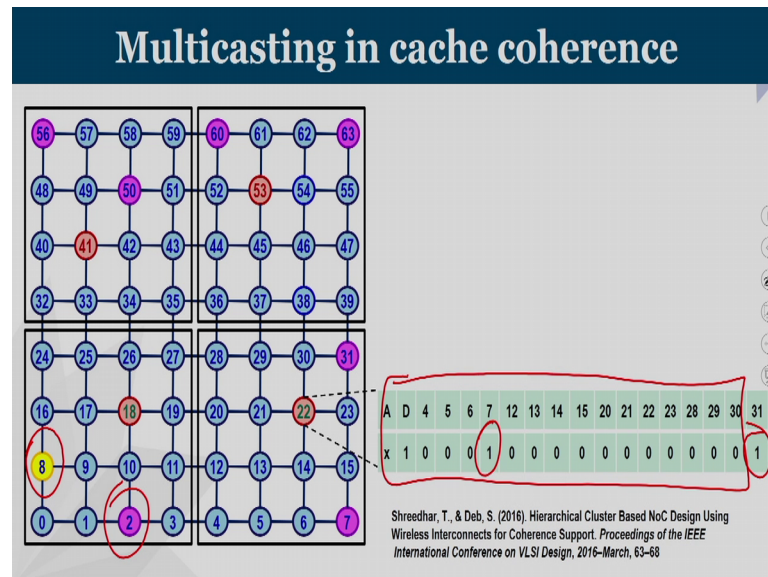 Multicasting in cache coherence
56 57 58 59 60 61 62 63
48 49 50 51 52 53 54 55
40 41 42 43 44 45 46 47
32 33 34 35 36 37 38 39
24 25 26 27 28 29 30 31
16 17 18 19 20 21 22 23
8 9 10 11 12 13 14 15
0 1 2 3 4 5 6 7
A D 4 5 6 7 12 13 14 15 20 21 22 23 28 29 30 31
x 1 0 0 0 1 0 0 0 0 0 0 0 0 0 0 0 1
Shreedhar, T., & Deb, S. (2016). Hierarchical Cluster Based NoC Design Using
Wireless Interconnects for Coherence Support. Proceedings of the IEEE
International Conference on VLSI Design, 2016–March, 63–68